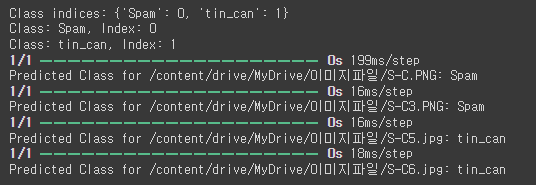 Class indices: {'Spam': 0, 'tin_can': 1}
Class: Spam, Index: 0
Class: tin_can, Index: 1
1/1 ━━━━━━━━━━━━━━━━━━━━ 0s 199ms/step
Predicted Class for /content/drive/MyDrive/이미지파일/S-C.PNG: Spam
1/1 ━━━━━━━━━━━━━━━━━━━━ 0s 16ms/step
Predicted Class for /content/drive/MyDrive/이미지파일/S-C3.PNG: Spam
1/1 ━━━━━━━━━━━━━━━━━━━━ 0s 16ms/step
Predicted Class for /content/drive/MyDrive/이미지파일/S-C5.jpg: tin_can
1/1 ━━━━━━━━━━━━━━━━━━━━ 0s 18ms/step
Predicted Class for /content/drive/MyDrive/이미지파일/S-C6.jpg: tin_can